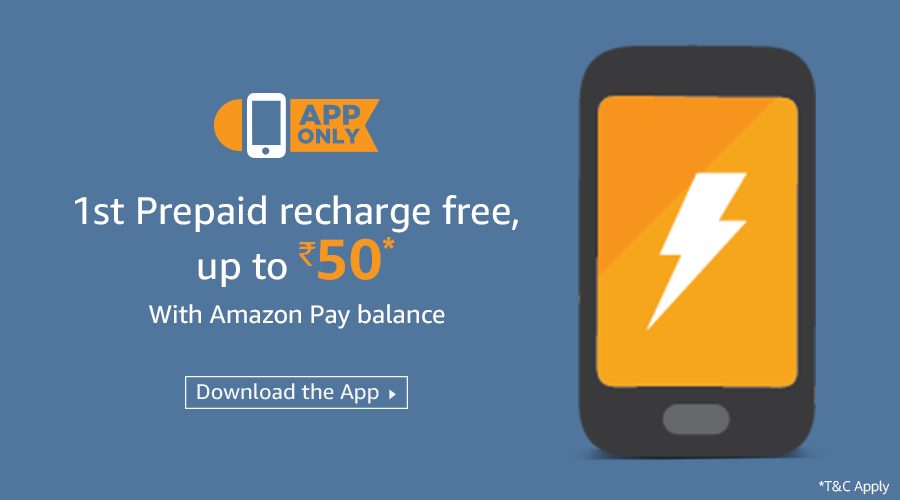 APP
ONLY
1st Prepaid recharge free,
up to ₹50*
With Amazon Pay balance
Download the App
*T&C Apply